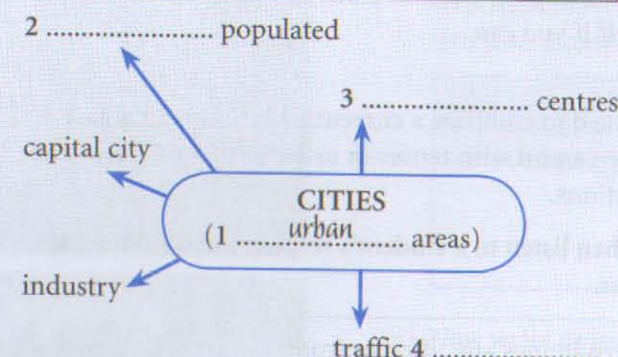 2 ........................ populated
3 ........................ centres
capital city
CITIES
(1 ........urban........ areas)
industry
traffic 4 ........................